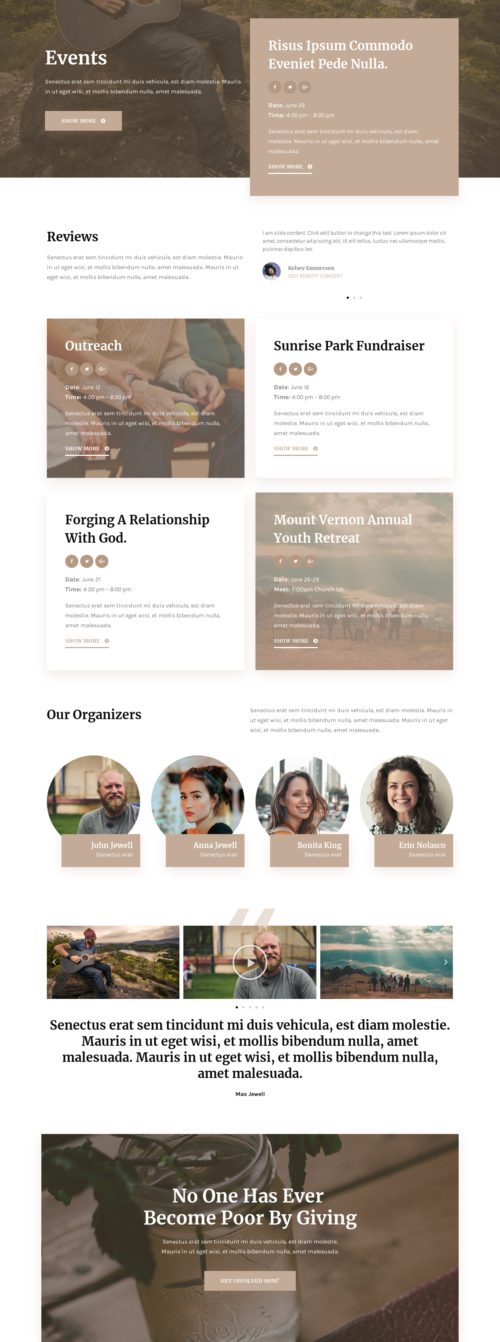 Events
Senectus erat sem tincidunt mi duis vehicula, est diam molestie. Mauris
in ut eget wisi, et mollis bibendum nulla, amet malesuada.
SHOW MORE
Risus Ipsum Commodo
Eveniet Pede Nulla.
Date: June 26
Time: 4:00 pm – 8:00 pm
Senectus erat sem tincidunt mi duis vehicula, est diam
molestie. Mauris in ut eget wisi, et mollis bibendum nulla, amet
malesuada.
SHOW MORE
Reviews
Senectus erat sem tincidunt mi duis vehicula, est diam molestie. Mauris
in ut eget wisi, et mollis bibendum nulla, amet malesuada.
I am slide content. Click edit button to change this text. Lorem ipsum dolor sit
amet, consectetur adipiscing elit. Ut elit tellus, luctus nec ullamcorper mattis,
pulvinar dapibus leo.
Kelsey Emmerson
2017 BENEFIT CONCERT
Outreach
Date: June 12
Time: 4:00 pm – 8:00 pm
Senectus erat sem tincidunt mi duis vehicula, est diam
molestie. Mauris in ut eget wisi, et mollis bibendum nulla,
amet malesuada.
SHOW MORE
Sunrise Park Fundraiser
Date: June 16
Time: 4:00 pm – 8:00 pm
Senectus erat sem tincidunt mi duis vehicula, est diam
molestie. Mauris in ut eget wisi, et mollis bibendum nulla,
amet malesuada.
SHOW MORE
Forging A Relationship
With God.
Date: June 21
Time: 4:00 pm – 8:00 pm
Senectus erat sem tincidunt mi duis vehicula, est diam
molestie. Mauris in ut eget wisi, et mollis bibendum nulla,
amet malesuada.
SHOW MORE
Mount Vernon Annual
Youth Retreat
Date: June 26-29
Meet: 7:00am Church lot
Senectus erat sem tincidunt mi duis vehicula, est diam
molestie. Mauris in ut eget wisi, et mollis bibendum nulla,
amet malesuada.
SHOW MORE
Our Organizers
Senectus erat sem tincidunt mi duis vehicula, est diam molestie. Mauris in
ut eget wisi, et mollis bibendum nulla, amet malesuada. Mauris in ut eget
wisi, et mollis bibendum nulla, amet malesuada.
John Jewell
Senectus erat
Anna Jewell
Senectus erat
Bonita King
Senectus erat
Erin Nolasco
Senectus erat
Senectus erat sem tincidunt mi duis vehicula, est diam molestie.
Mauris in ut eget wisi, et mollis bibendum nulla, amet
malesuada. Mauris in ut eget wisi, et mollis bibendum nulla,
amet malesuada.
Max Jewell
No One Has Ever
Become Poor By Giving
Senectus erat sem tincidunt mi duis vehicula, est diam molestie.
Mauris in ut eget wisi, et mollis bibendum nulla, amet malesuada.
GET INVOLVED NOW!